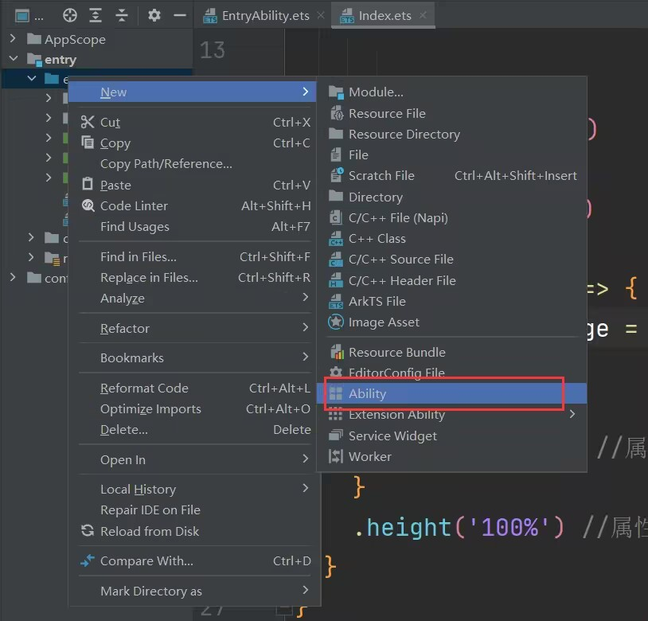 ...
EntryAbility.ets
Index.ets
ETS
ETS
AppScope
entry
e
con
13
)
)
=> {
ge =
//属
}
.height('100%') //属性
}
27
}
New
Cut Ctrl+X
Copy Ctrl+C
Copy Path/Reference...
Paste Ctrl+V
Code Linter Alt+Shift+H
Find Usages Alt+F7
Find in Files... Ctrl+Shift+F
Replace in Files... Ctrl+Shift+R
Analyze
Refactor
Bookmarks
Reformat Code Ctrl+Alt+L
Optimize Imports Ctrl+Alt+O
Delete... Delete
Open In
Local History
Repair IDE on File
Reload from Disk
Compare With... Ctrl+D
Mark Directory as
Module...
Resource File
Resource Directory
File
Scratch File Ctrl+Alt+Shift+Insert
Directory
C/C++ File (Napi)
C++ Class
C/C++ Source File
C/C++ Header File
ArkTS File
Image Asset
Resource Bundle
EditorConfig File
Ability
Extension Ability
Service Widget
Worker